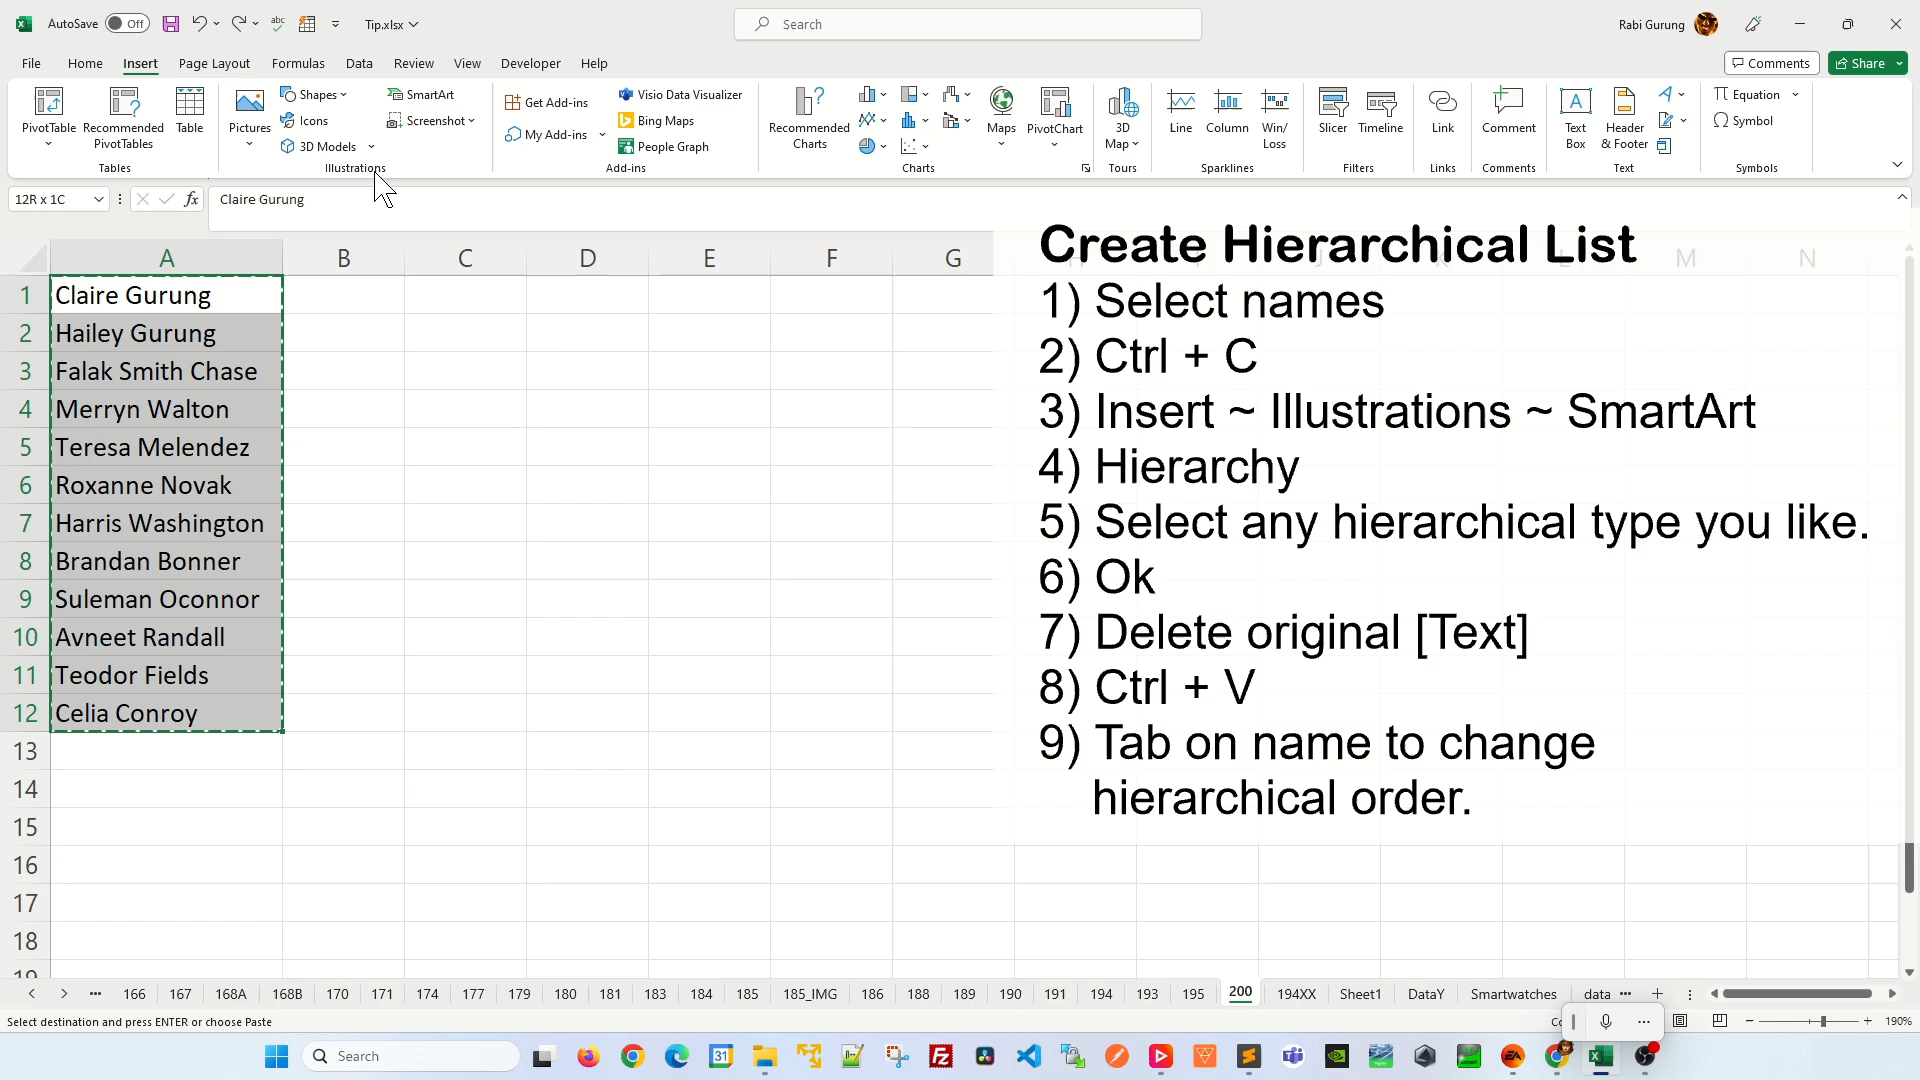 AutoSave Off Tip.xlsx Search Rabi Gurung
File Home Insert Page Layout Formulas Data Review View Developer Help Comments Share
PivotTable Recommended PivotTables Table
Tables
Pictures Shapes Icons 3D Models SmartArt Screenshot
Illustrations
Get Add-ins My Add-ins Visio Data Visualizer Bing Maps People Graph
Add-ins
Recommended Charts Maps PivotChart
Charts
3D Map
Tours
Line Column Win/Loss
Sparklines
Slicer Timeline
Filters
Link
Links
Comment
Comments
Text Box Header & Footer
Text
Equation Symbol
Symbols
12R x 1C fx Claire Gurung
A B C D E F G M N
1 Claire Gurung
2 Hailey Gurung
3 Falak Smith Chase
4 Merryn Walton
5 Teresa Melendez
6 Roxanne Novak
7 Harris Washington
8 Brandan Bonner
9 Suleman Oconnor
10 Avneet Randall
11 Teodor Fields
12 Celia Conroy
13
14
15
16
17
18
19
Create Hierarchical List
1) Select names
2) Ctrl + C
3) Insert ~ Illustrations ~ SmartArt
4) Hierarchy
5) Select any hierarchical type you like.
6) Ok
7) Delete original [Text]
8) Ctrl + V
9) Tab on name to change
hierarchical order.
166 167 168A 168B 170 171 174 177 179 180 181 183 184 185 185_IMG 186 188 189 190 191 194 193 195 200 194XX Sheet1 DataY Smartwatches data
Select destination and press ENTER or choose Paste 190%
Search